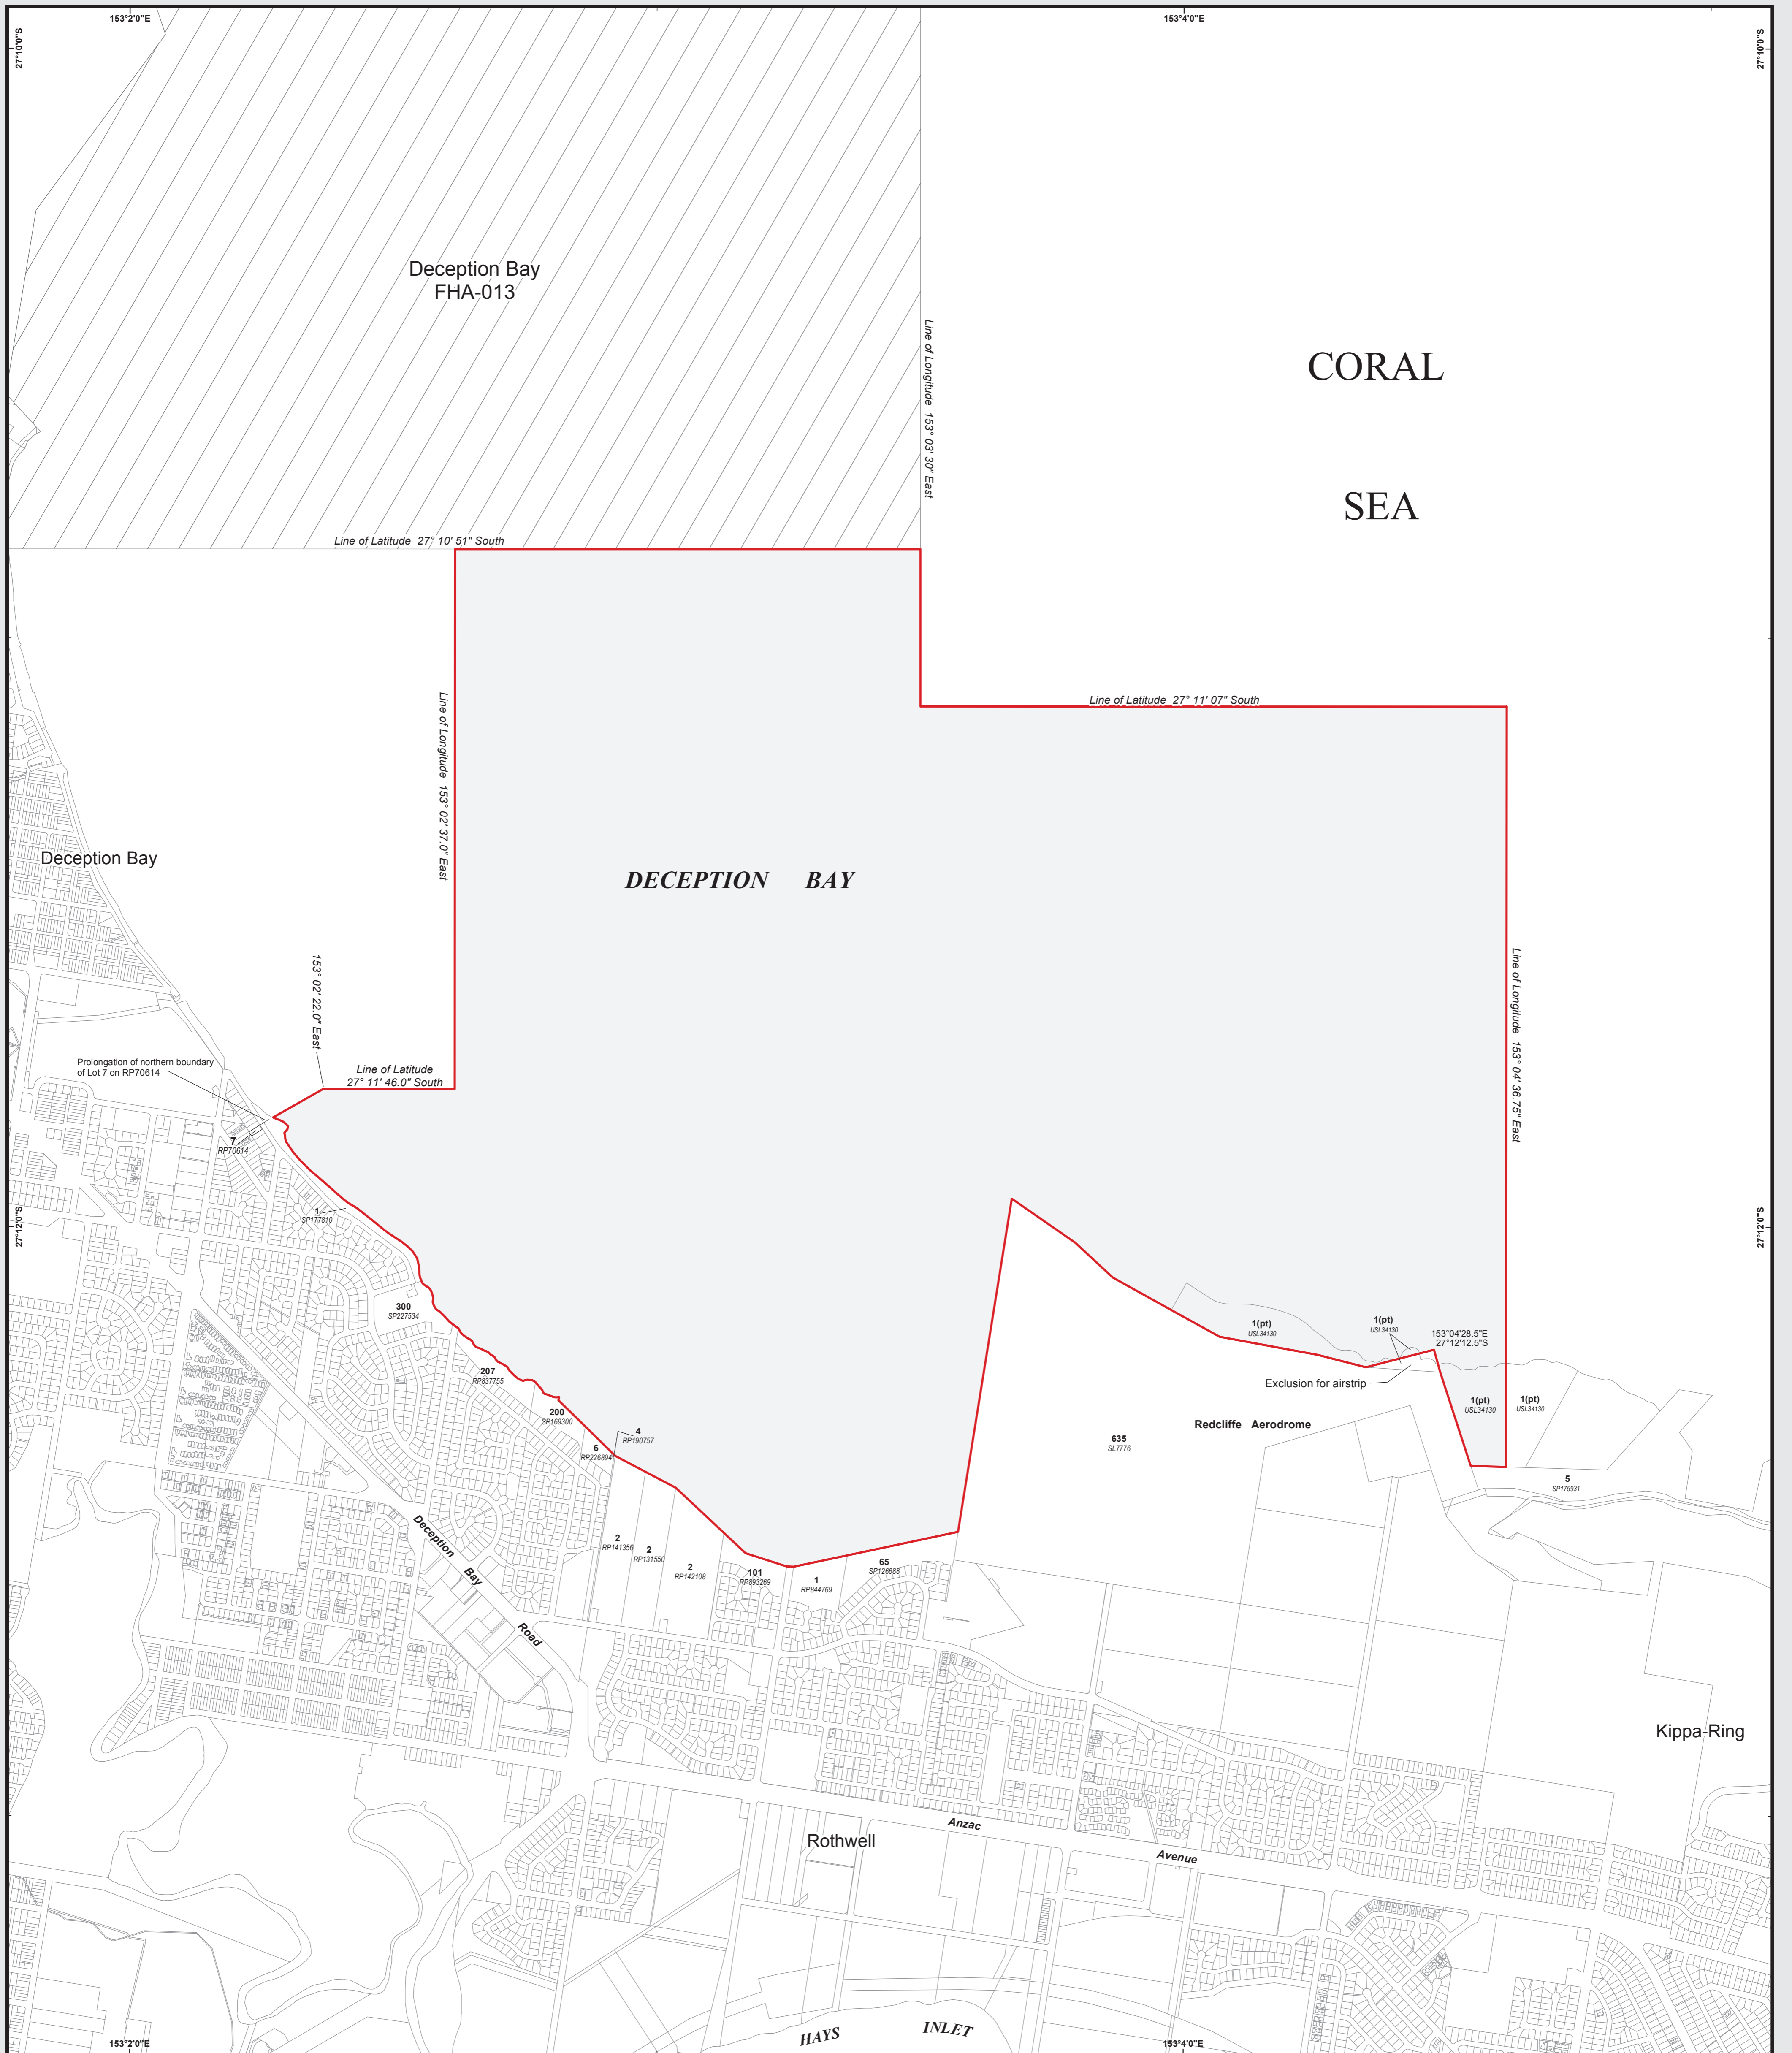 153°2'0"E
153°4'0"E
27°10'0"S
27°10'0"S
Deception Bay
FHA-013
CORAL
SEA
Line of Longitude 153° 03' 30" East
Line of Latitude 27° 10' 51" South
Line of Latitude 27° 11' 07" South
Line of Longitude 153° 02' 37.0" East
Deception Bay
DECEPTION BAY
153° 02' 22.0" East
Line of Longitude 153° 04' 36.75" East
Prolongation of northern boundary
of Lot 7 on RP70614
Line of Latitude
27° 11' 46.0" South
7
RP70614
1
SP177810
27°12'0"S
27°12'0"S
300
SP227534
1(pt)
USL34130
1(pt)
USL34130
153°04'28.5"E
27°12'12.5"S
207
RP837755
Exclusion for airstrip
1(pt)
USL34130
1(pt)
USL34130
200
SP169300
4
RP190757
6
RP226894
Redcliffe Aerodrome
635
SL7776
5
SP175931
Deception
Bay
Road
2
RP141356
2
RP131550
2
RP142108
101
RP893269
1
RP844769
65
SP126688
Kippa-Ring
Anzac
Avenue
Rothwell
HAYS
INLET
153°2'0"E
153°4'0"E